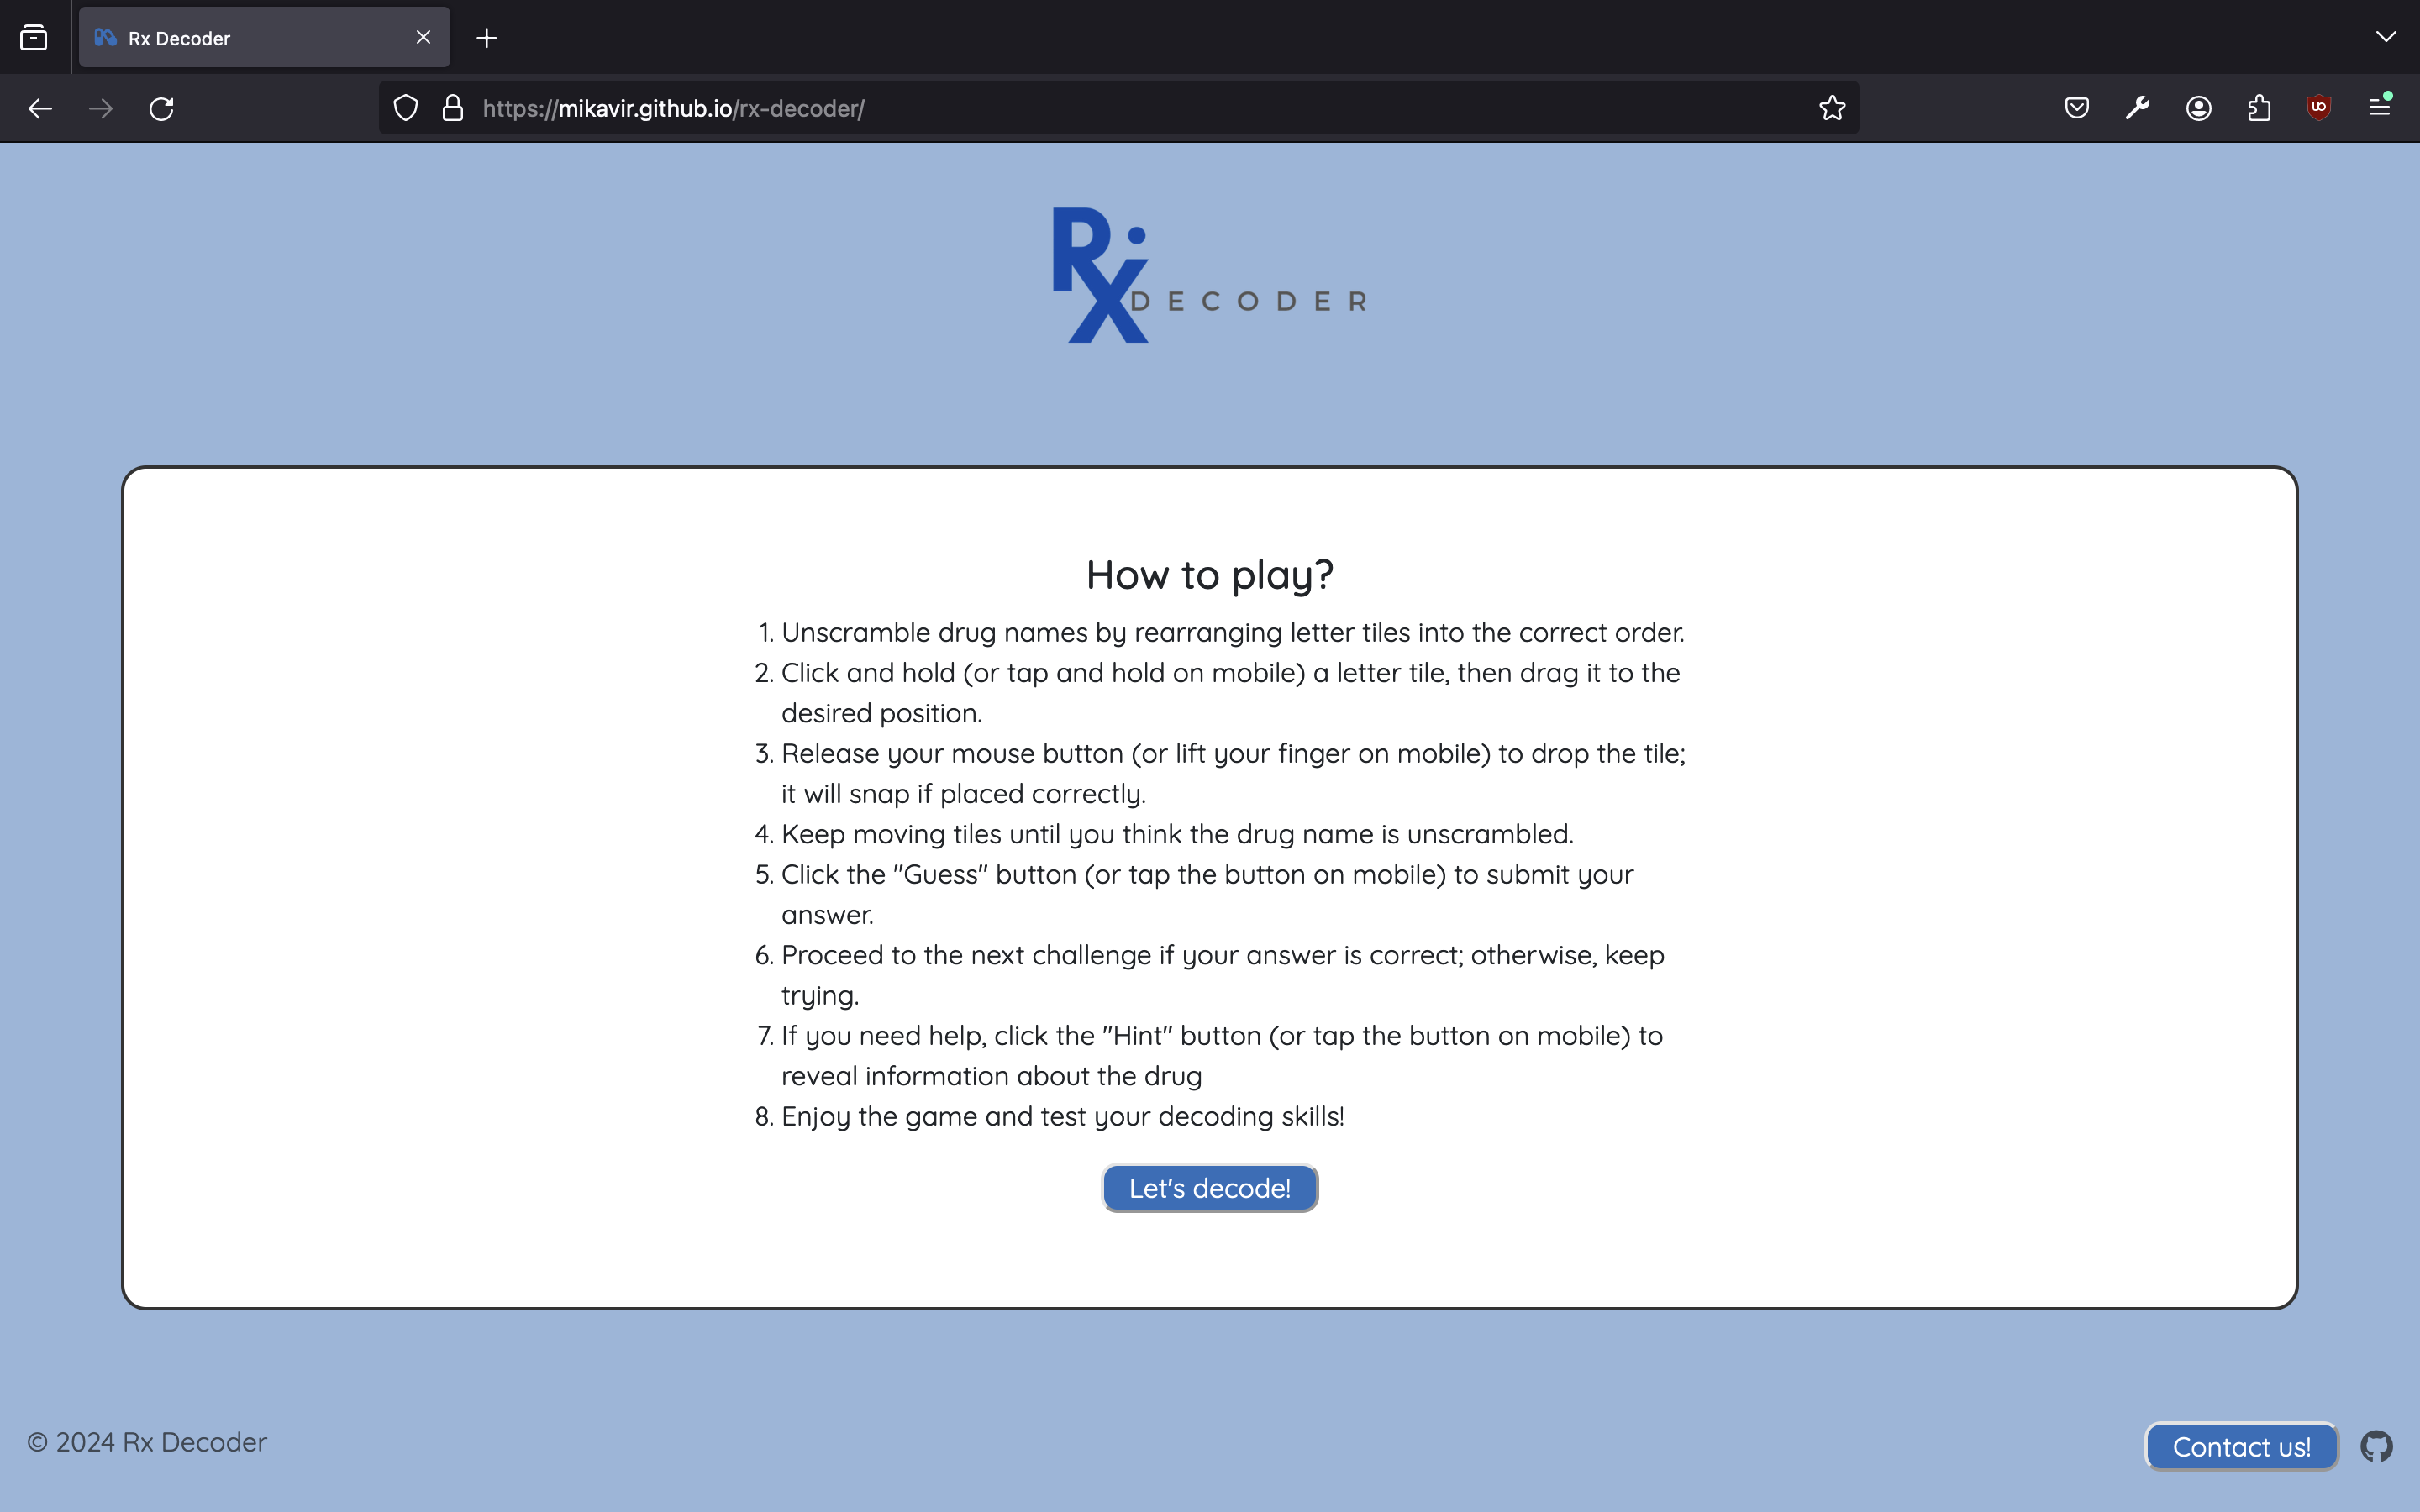 Rx Decoder
https://mikavir.github.io/rx-decoder/
Rx
DECODER
How to play?
1. Unscramble drug names by rearranging letter tiles into the correct order.
2. Click and hold (or tap and hold on mobile) a letter tile, then drag it to the
desired position.
3. Release your mouse button (or lift your finger on mobile) to drop the tile;
it will snap if placed correctly.
4. Keep moving tiles until you think the drug name is unscrambled.
5. Click the "Guess" button (or tap the button on mobile) to submit your
answer.
6. Proceed to the next challenge if your answer is correct; otherwise, keep
trying.
7. If you need help, click the "Hint" button (or tap the button on mobile) to
reveal information about the drug
8. Enjoy the game and test your decoding skills!
Let's decode!
© 2024 Rx Decoder
Contact us!